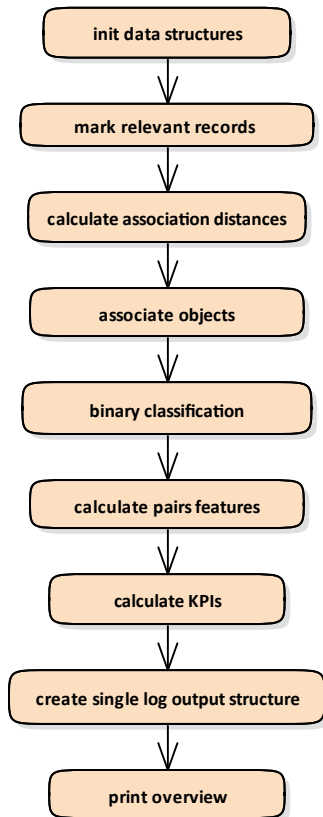 init data structures
mark relevant records
calculate association distances
associate objects
binary classification
calculate pairs features
calculate KPIs
create single log output structure
print overview